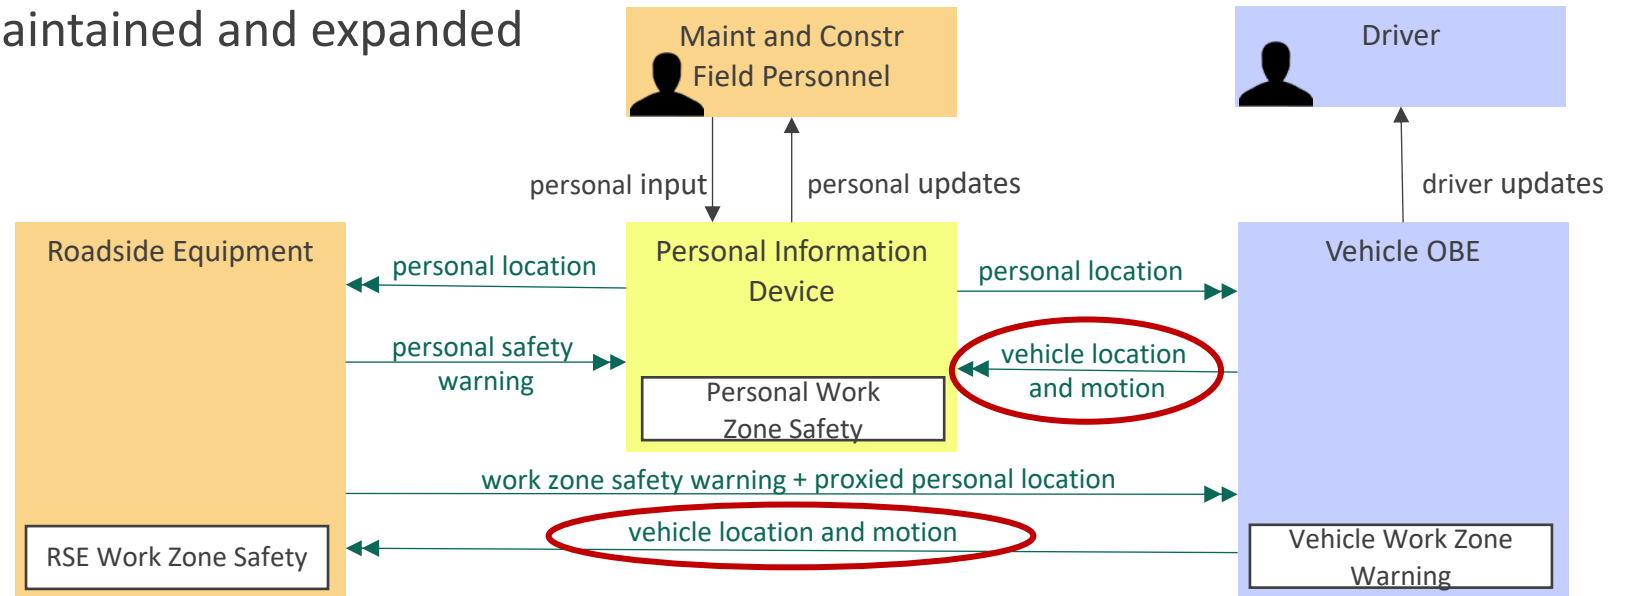 aintained and expanded
Maint and Constr
Field Personnel
Driver
personal input
personal updates
driver updates
Roadside Equipment
Personal Information
Device
Vehicle OBE
personal location
personal location
personal safety
warning
vehicle location
and motion
Personal Work
Zone Safety
work zone safety warning + proxied personal location
vehicle location and motion
RSE Work Zone Safety
Vehicle Work Zone
Warning